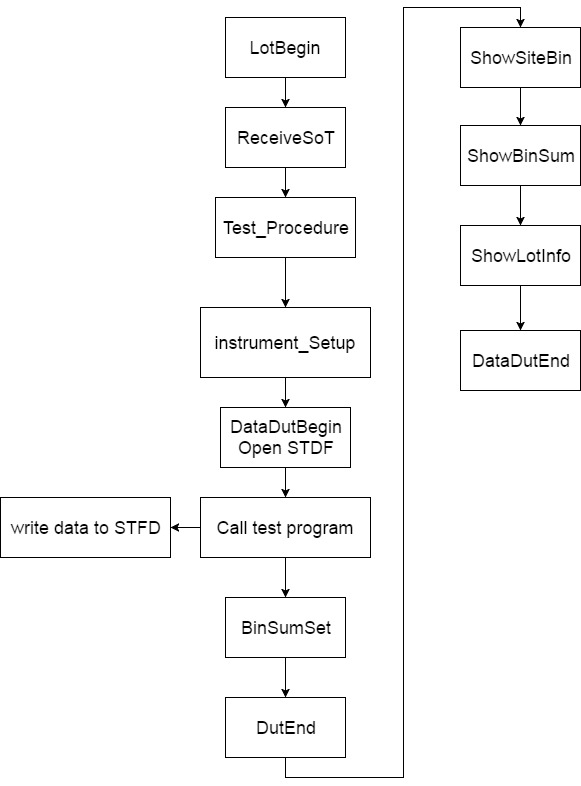 LotBegin
ReceiveSoT
Test_Procedure
instrument_Setup
DataDutBegin
Open STDF
write data to STFD
Call test program
BinSumSet
DutEnd
ShowSiteBin
ShowBinSum
ShowLotInfo
DataDutEnd